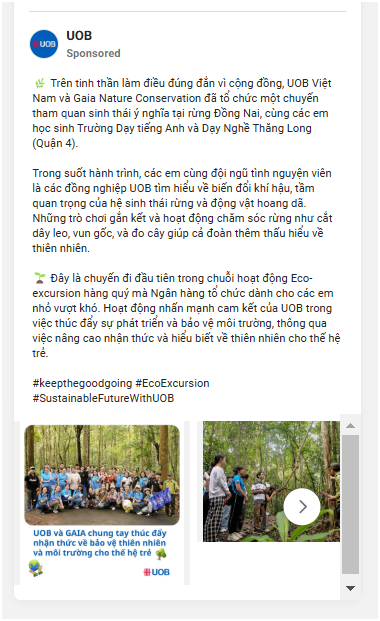 UOB
UOB
Sponsored
🌿 Trên tinh thần làm điều đúng đắn vì cộng đồng, UOB Việt
Nam và Gaia Nature Conservation đã tổ chức một chuyến
tham quan sinh thái ý nghĩa tại rừng Đồng Nai, cùng các em
học sinh Trường Dạy tiếng Anh và Dạy Nghề Thăng Long
(Quận 4).
Trong suốt hành trình, các em cùng đội ngũ tình nguyện viên
là các đồng nghiệp UOB tìm hiểu về biến đổi khí hậu, tầm
quan trọng của hệ sinh thái rừng và động vật hoang dã.
Những trò chơi gắn kết và hoạt động chăm sóc rừng như cắt
dây leo, vun gốc, và đo cây giúp cả đoàn thêm thấu hiểu về
thiên nhiên.
🌱 Đây là chuyến đi đầu tiên trong chuỗi hoạt động Eco-
excursion hàng quý mà Ngân hàng tổ chức dành cho các em
nhỏ vượt khó. Hoạt động nhấn mạnh cam kết của UOB trong
việc thúc đẩy sự phát triển và bảo vệ môi trường, thông qua
việc nâng cao nhận thức và hiểu biết về thiên nhiên cho thế hệ
trẻ.
#keepthegoodgoing #EcoExcursion
#SustainableFutureWithUOB
UOB và GAIA chung tay thúc đẩy
nhận thức về bảo vệ thiên nhiên
và môi trường cho thế hệ trẻ
UOB